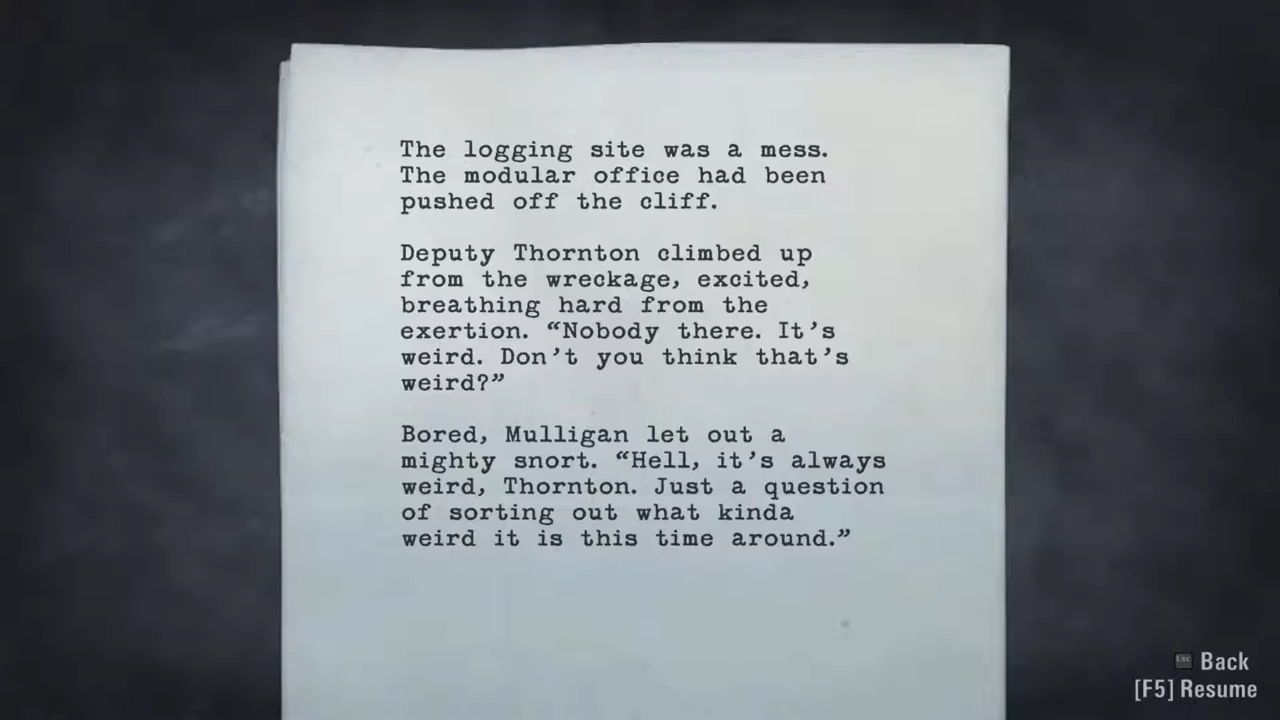 The logging site was a mess.
The modular office had been
pushed off the cliff.
Deputy Thornton climbed up
from the wreckage, excited,
breathing hard from the
exertion. “Nobody there. It’s
weird. Don’t you think that’s
weird?”
Bored, Mulligan let out a
mighty snort. “Hell, it’s always
weird, Thornton. Just a question
of sorting out what kinda
weird it is this time around.”
Esc Back
[F5] Resume